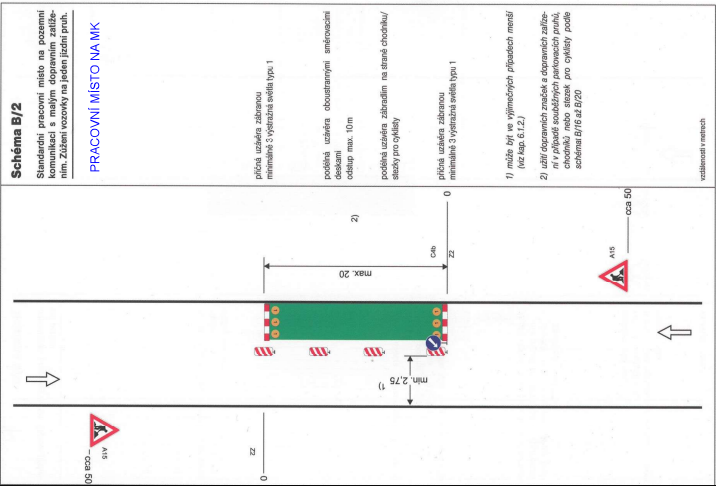 Schéma B/2
Standardní pracovní místo na pozemní
komunikaci s malým dopravním zatíže-
ním. Zúžení vozovky na jeden jízdní pruh.
PRACOVNÍ MÍSTO NA MK
příčná uzávěra zábranou
minimálně 3 výstražná světla typu 1
podélná uzávěra oboustrannými směrovacími
deskami
odstup max. 10m
podélná uzávěra zábradlím na straně chodníku/
stezky pro cyklisty
příčná uzávěra zábranou
minimálně 3 výstražná světla typu 1
1) může být ve výjimečných případech menší
(viz kap. 6.1.2.)
2) užití dopravních značek a dopravních zaříze-
ní v případě souběžných parkovacích pruhů,
chodníků nebo stezek pro cyklisty podle
schémat B/16 až B/20
vzdálenosti v metrech
2)
max. 20
C4b
Z2
0
A15
cca 50
min. 2,75
1)
A15
cca 50
Z2
0